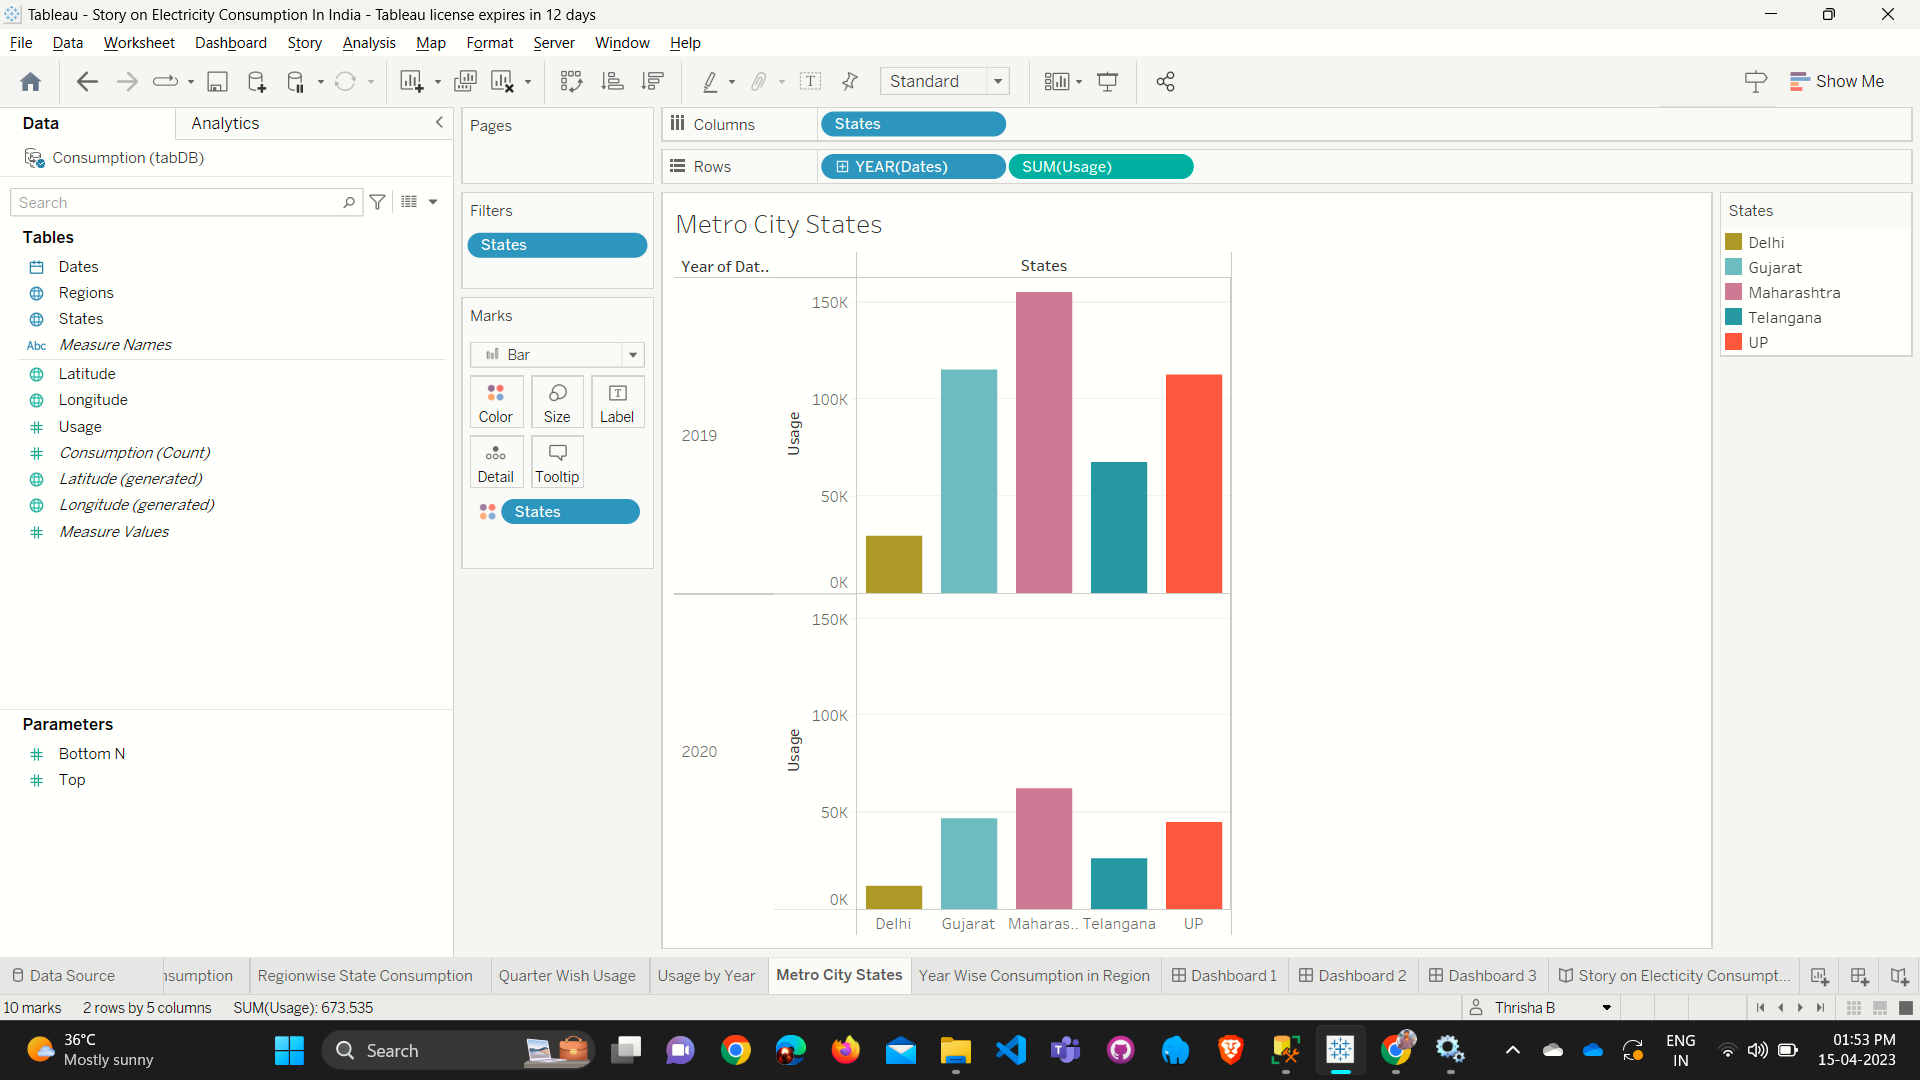 Tableau - Story on Electricity Consumption In India - Tableau license expires in 12 days
File Data Worksheet Dashboard Story Analysis Map Format Server Window Help
Standard
Show Me
Data
Analytics
Consumption (tabDB)
Search
Tables
Dates
Regions
States
Abc Measure Names
Latitude
Longitude
Usage
Consumption (Count)
Latitude (generated)
Longitude (generated)
Measure Values
Parameters
Bottom N
Top
Pages
Filters
States
Marks
Bar
Color Size Label
Detail Tooltip
States
Columns States
Rows YEAR(Dates) SUM(Usage)
Metro City States
Year of Dat.. States
150K
100K
50K
0K
2019
Usage
150K
100K
50K
0K
2020
Usage
Delhi Gujarat Maharas.. Telangana UP
States
Delhi
Gujarat
Maharashtra
Telangana
UP
Data Source nsumption Regionwise State Consumption Quarter Wish Usage Usage by Year Metro City States Year Wise Consumption in Region Dashboard 1 Dashboard 2 Dashboard 3 Story on Electicity Consumpt...
10 marks 2 rows by 5 columns SUM(Usage): 673,535
Thrisha B
36°C
Mostly sunny
Search
ENG
IN
01:53 PM
15-04-2023